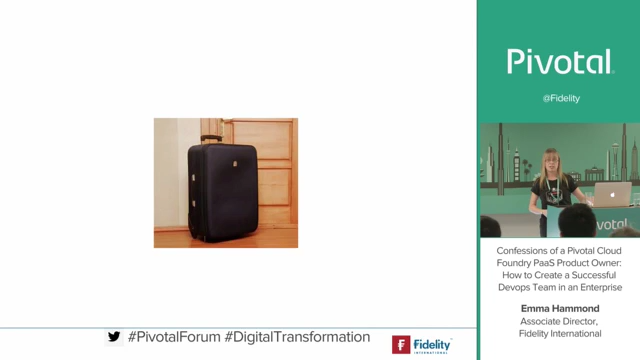 Pivotal
@Fidelity
Pivotal
Confessions of a Pivotal Cloud
Foundry PaaS Product Owner:
How to Create a Successful
Devops Team in an Enterprise
Emma Hammond
Associate Director,
Fidelity International
#PivotalForum #DigitalTransformation
Fidelity
INTERNATIONAL